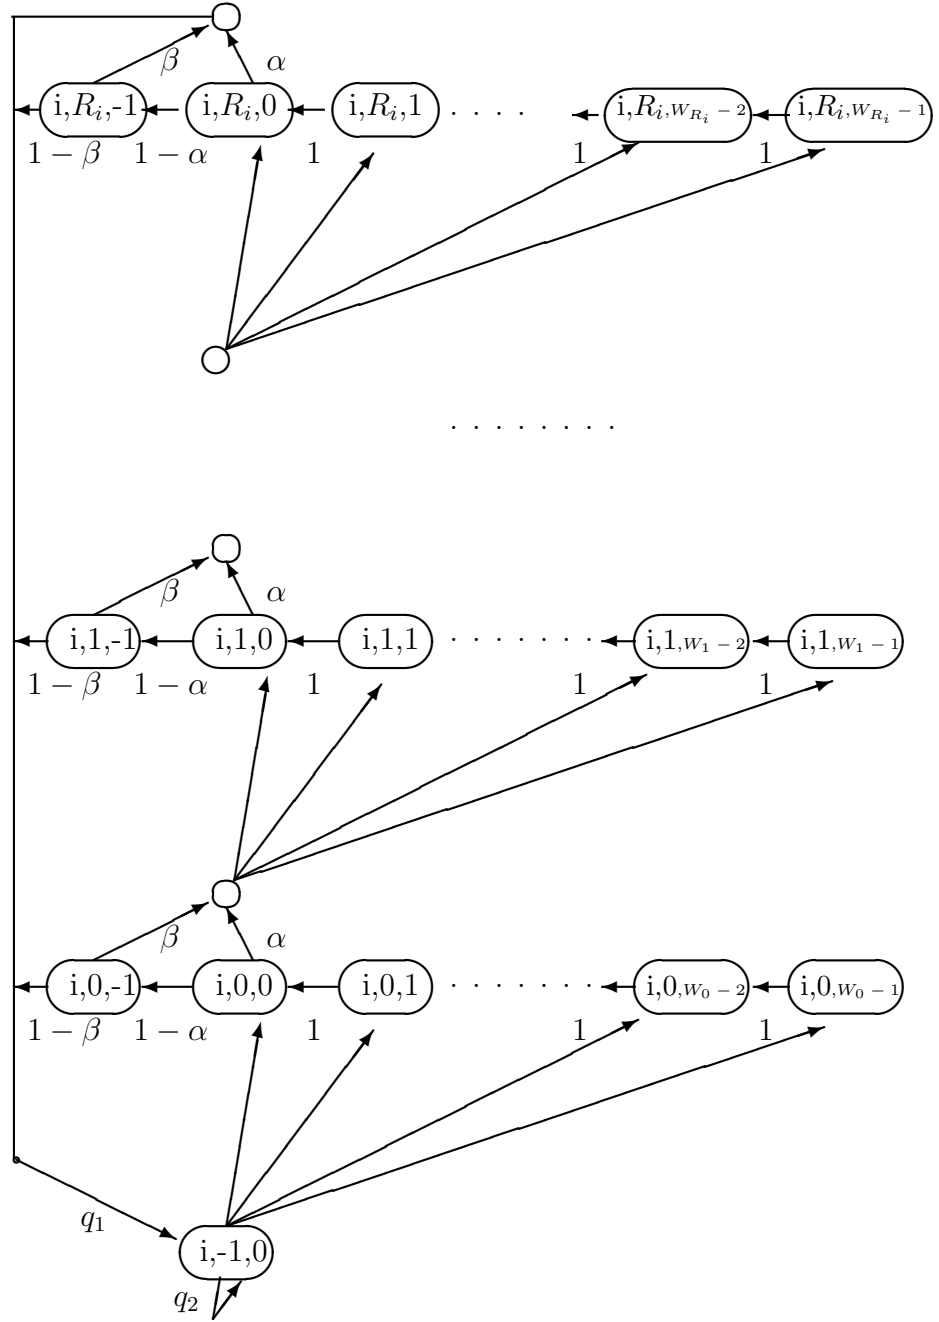 β α
i,R_i,-1 i,R_i,0 i,R_i,1 . . . . i,R_i,W_{R_i} - 2 i,R_i,W_{R_i} - 1
1 − β 1 − α 1 1 1
. . . . . . . .
β α
i,1,-1 i,1,0 i,1,1 . . . . . . . i,1,W_1 - 2 i,1,W_1 - 1
1 − β 1 − α 1 1 1
β α
i,0,-1 i,0,0 i,0,1 . . . . . . . i,0,W_0 - 2 i,0,W_0 - 1
1 − β 1 − α 1 1 1
q_1
i,-1,0
q_2